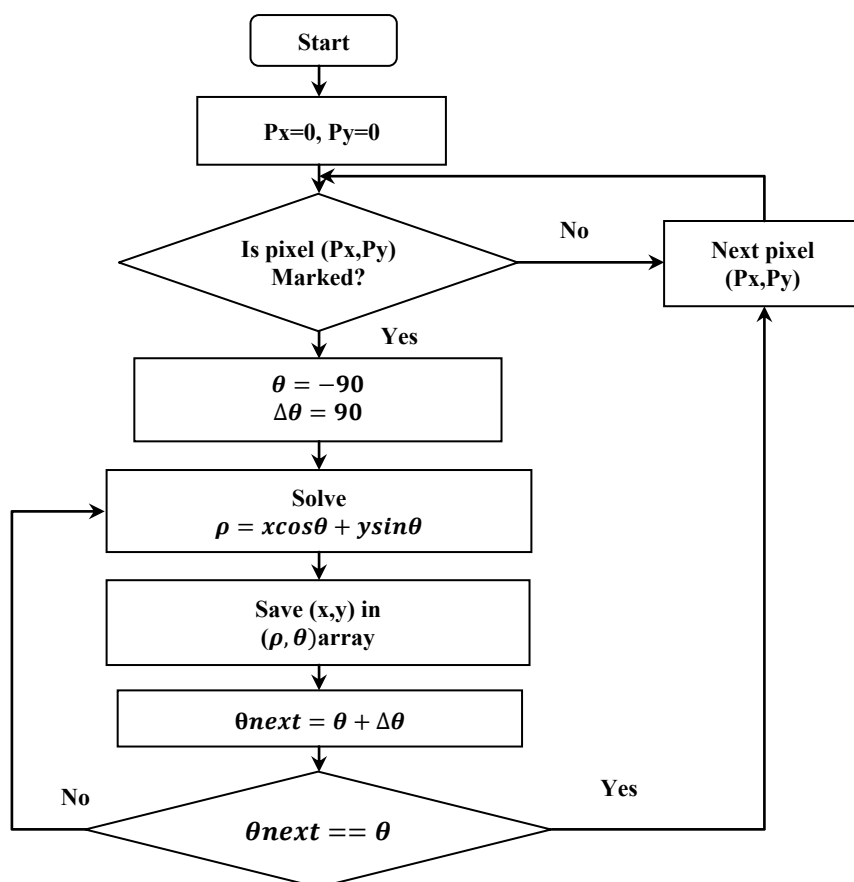 Start
Px=0, Py=0
Is pixel (Px,Py)
Marked?
No
Next pixel
(Px,Py)
Yes
θ = −90
Δθ = 90
Solve
ρ = xcosθ + ysinθ
Save (x,y) in
(ρ, θ)array
θnext = θ + Δθ
No
Yes
θnext == θ